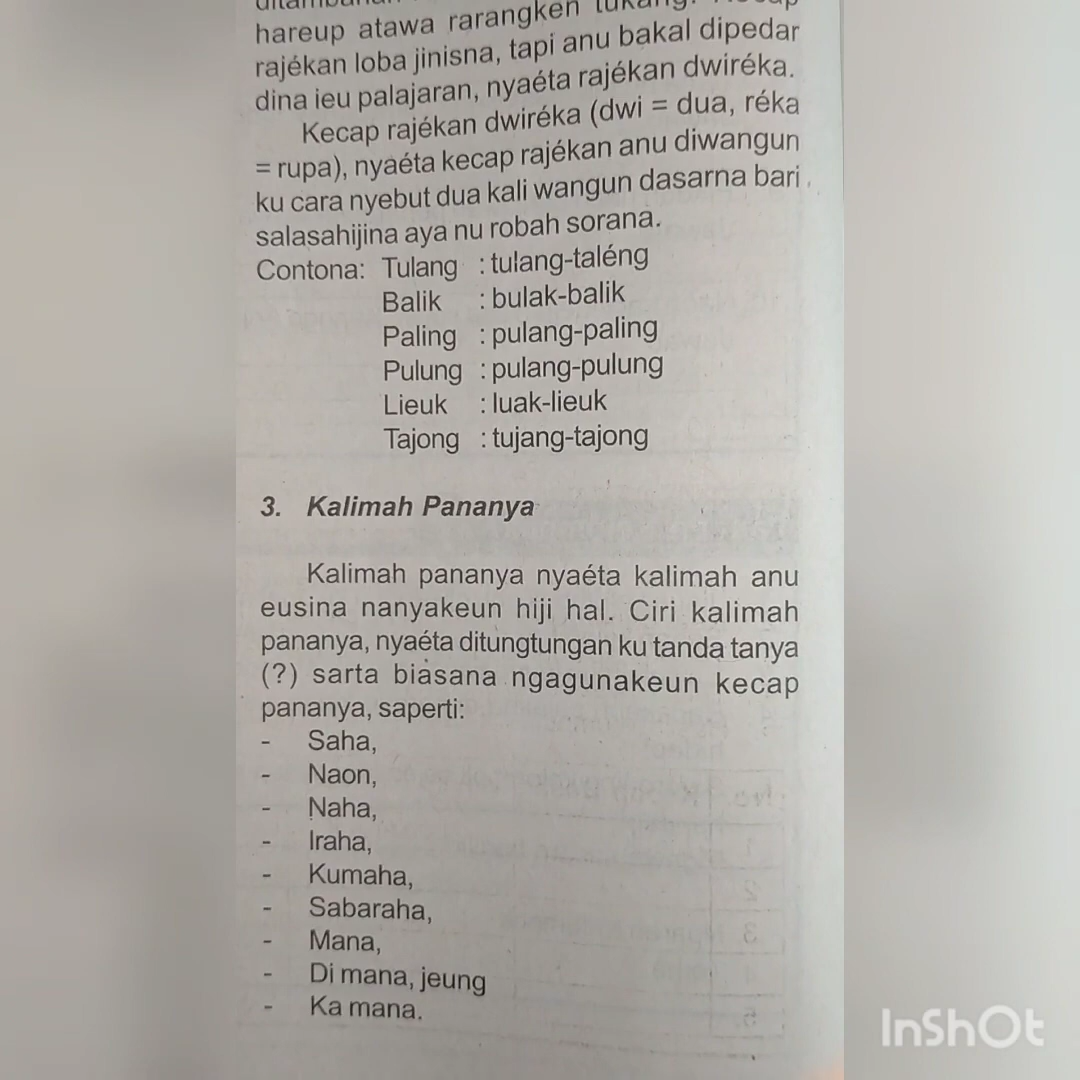 hareup atawa rarangken tukang.
rajékan loba jinisna, tapi anu bakal dipedar
dina ieu palajaran, nyaéta rajékan dwiréka.
Kecap rajékan dwiréka (dwi = dua, réka
= rupa), nyaéta kecap rajékan anu diwangun
ku cara nyebut dua kali wangun dasarna bari
salasahijina aya nu robah sorana.
Contona: Tulang : tulang-taléng
Balik : bulak-balik
Paling : pulang-paling
Pulung : pulang-pulung
Lieuk : luak-lieuk
Tajong : tujang-tajong
3. Kalimah Pananya
Kalimah pananya nyaéta kalimah anu
eusina nanyakeun hiji hal. Ciri kalimah
pananya, nyaéta ditungtungan ku tanda tanya
(?) sarta biasana ngagunakeun kecap
pananya, saperti:
- Saha,
- Naon,
- Naha,
- Iraha,
- Kumaha,
- Sabaraha,
- Mana,
- Di mana, jeung
- Ka mana.
InShOt